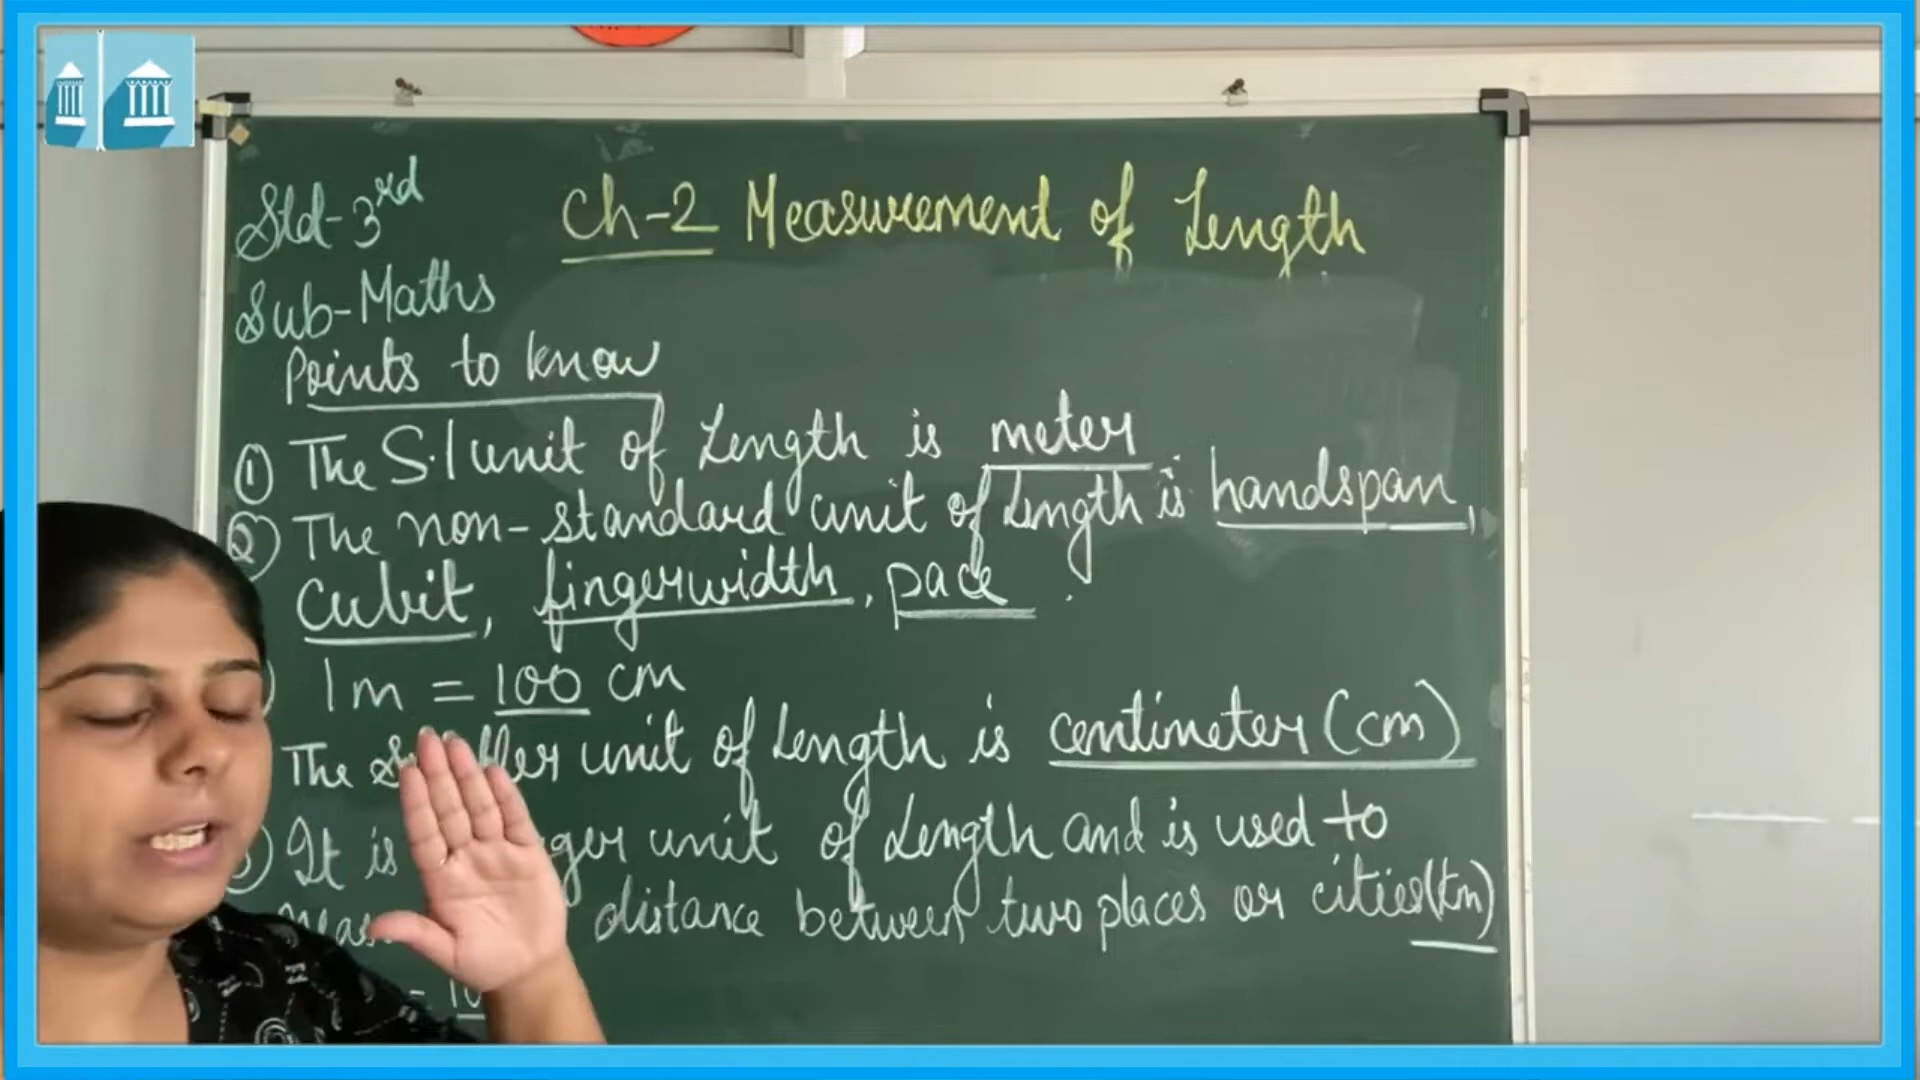 Std-3rd
Ch-2 Measurement of Length
Sub-Maths
Points to know
① The S.I unit of Length is meter
② The non-standard unit of Length is handspan,
Cubit, fingerwidth, pace.
1m = 100 cm
The unit of Length is centimeter (cm)
It is unit of Length and is used to
distance between two places or cities (km)
= 10